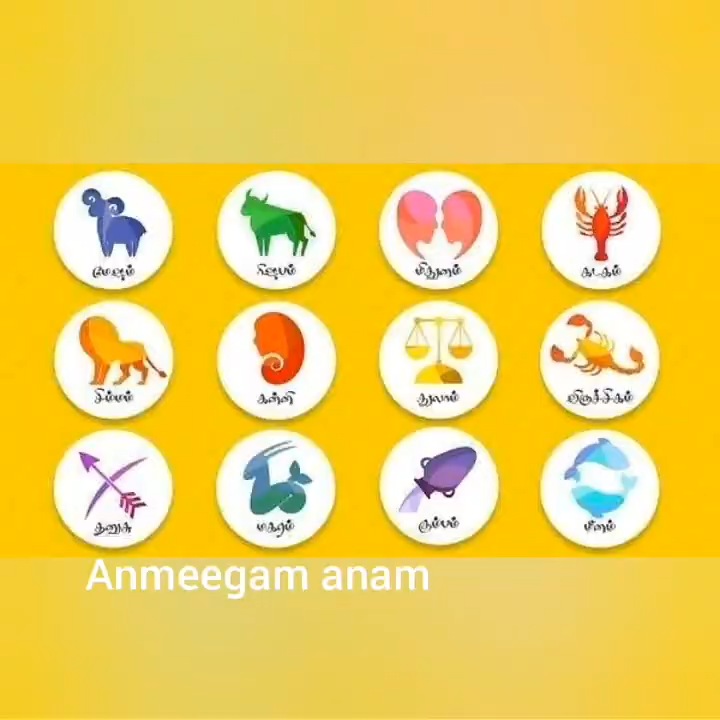 மேஷம் ரிஷபம் மிதுனம் கடகம்
சிம்மம் கன்னி துலாம் விருச்சிகம்
தனுசு மகரம் கும்பம் மீனம்
Anmeegam anam